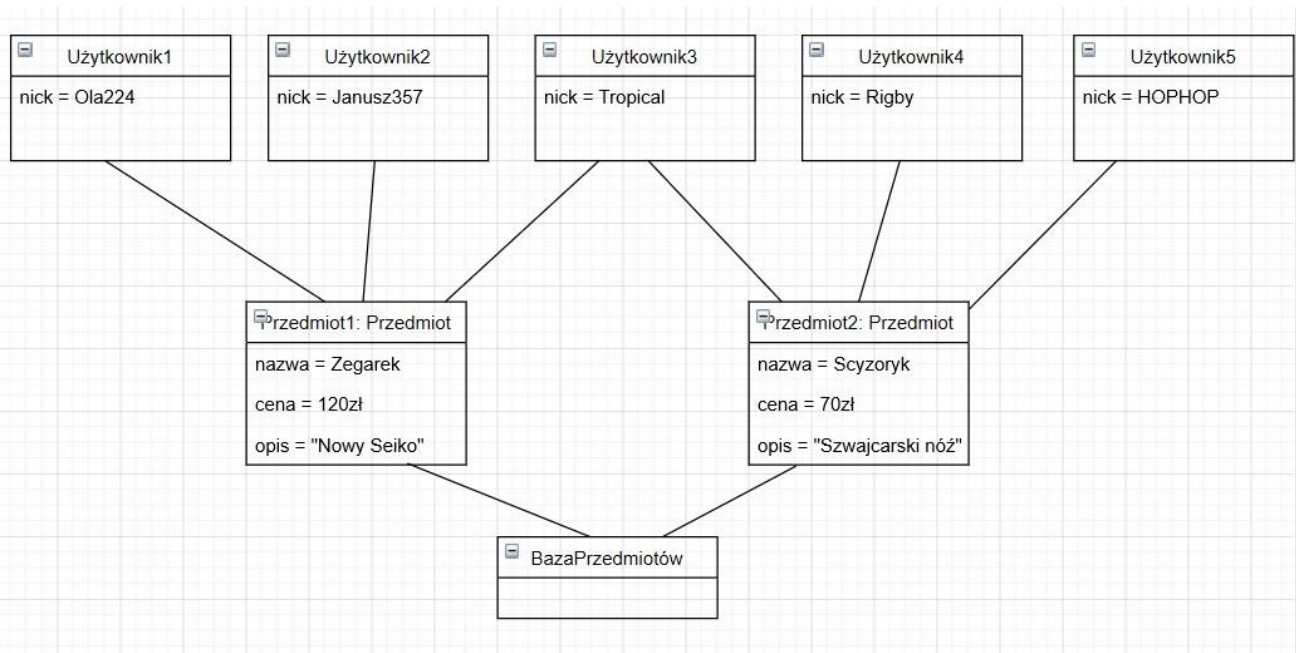 Użytkownik1
nick = Ola224
Użytkownik2
nick = Janusz357
Użytkownik3
nick = Tropical
Użytkownik4
nick = Rigby
Użytkownik5
nick = HOPHOP
Przedmiot1: Przedmiot
nazwa = Zegarek
cena = 120zł
opis = "Nowy Seiko"
Przedmiot2: Przedmiot
nazwa = Scyzoryk
cena = 70zł
opis = "Szwajcarski nóź"
BazaPrzedmiotów